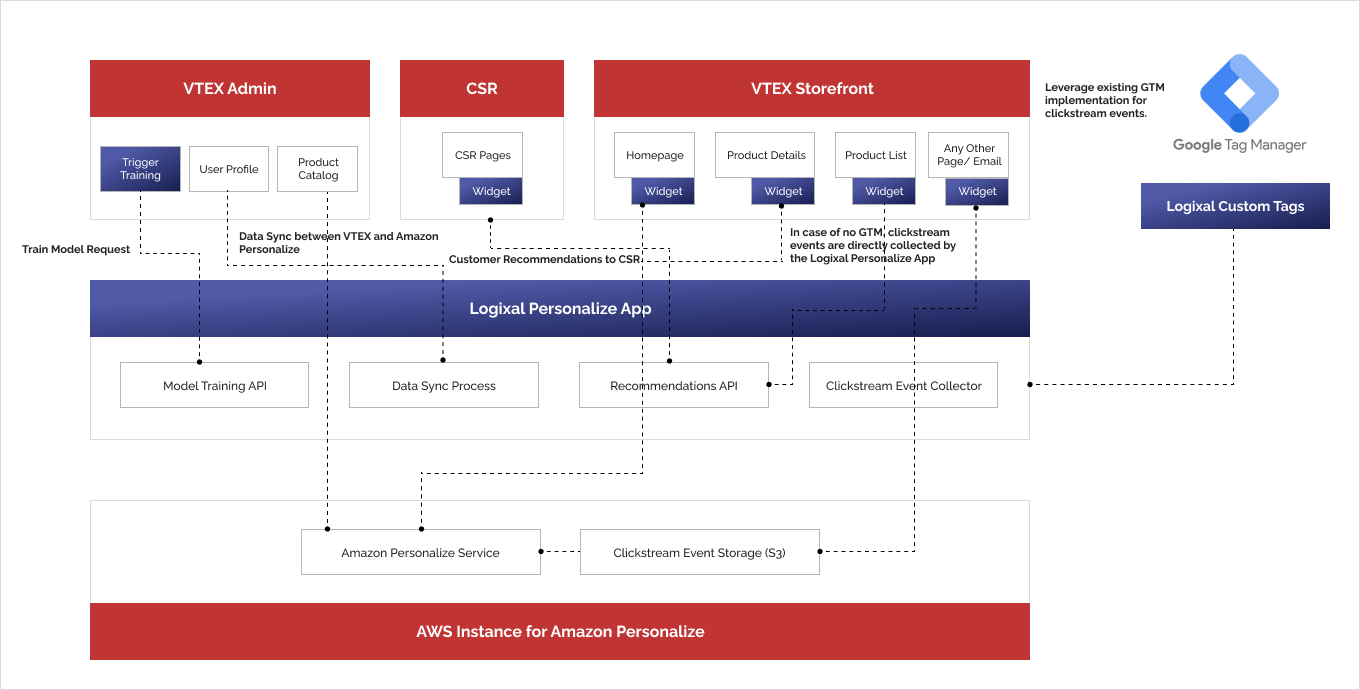 VTEX Admin
CSR
VTEX Storefront
Leverage existing GTM
implementation for
clickstream events.
Google Tag Manager
Trigger
Training
User Profile
Product
Catalog
CSR Pages
Widget
Homepage
Widget
Product Details
Widget
Product List
Widget
Any Other
Page/ Email
Widget
Logixal Custom Tags
Train Model Request
Data Sync between VTEX and Amazon
Personalize
Customer Recommendations to CSR
In case of no GTM, clickstream
events are directly collected by
the Logixal Personalize App
Logixal Personalize App
Model Training API
Data Sync Process
Recommendations API
Clickstream Event Collector
Amazon Personalize Service
Clickstream Event Storage (S3)
AWS Instance for Amazon Personalize